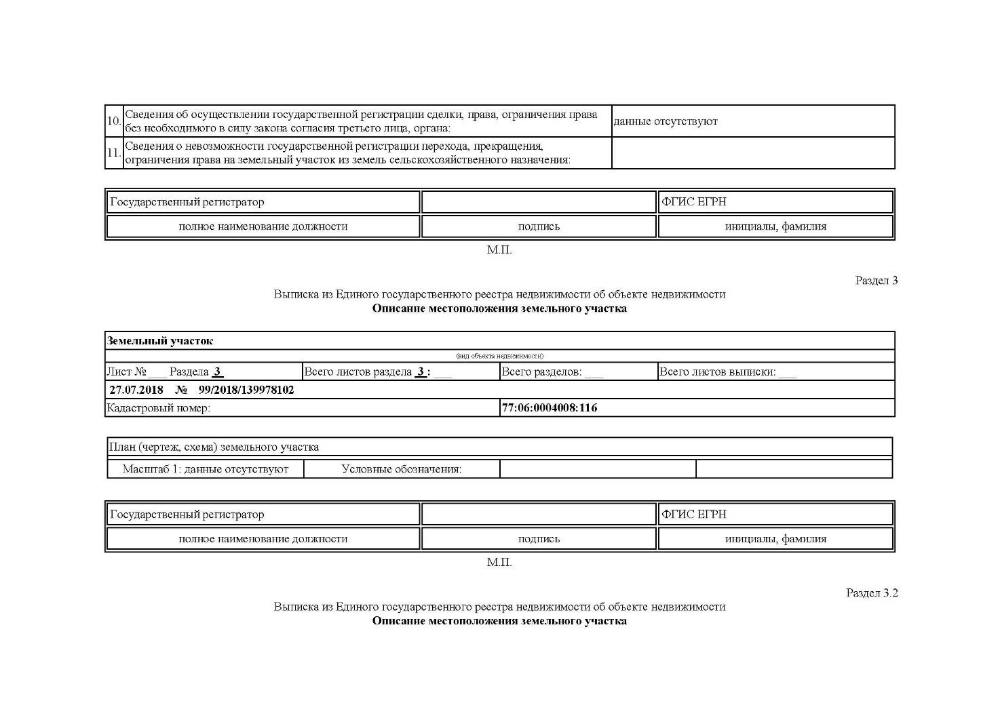 10. Сведения об осуществлении государственной регистрации сделки, права, ограничения права без необходимого в силу закона согласия третьего лица, органа: данные отсутствуют
11. Сведения о невозможности государственной регистрации перехода, прекращения, ограничения права на земельный участок из земель сельскохозяйственного назначения:
Государственный регистратор ФГИС ЕГРН
полное наименование должности подпись инициалы, фамилия
М.П.
Раздел 3
Выписка из Единого государственного реестра недвижимости об объекте недвижимости
Описание местоположения земельного участка
Земельный участок
(вид объекта недвижимости)
Лист № ___ Раздела 3 Всего листов раздела 3 : ___ Всего разделов: ___ Всего листов выписки: ___
27.07.2018 № 99/2018/139978102
Кадастровый номер: 77:06:0004008:116
План (чертеж, схема) земельного участка
Масштаб 1: данные отсутствуют Условные обозначения:
Государственный регистратор ФГИС ЕГРН
полное наименование должности подпись инициалы, фамилия
М.П.
Раздел 3.2
Выписка из Единого государственного реестра недвижимости об объекте недвижимости
Описание местоположения земельного участка